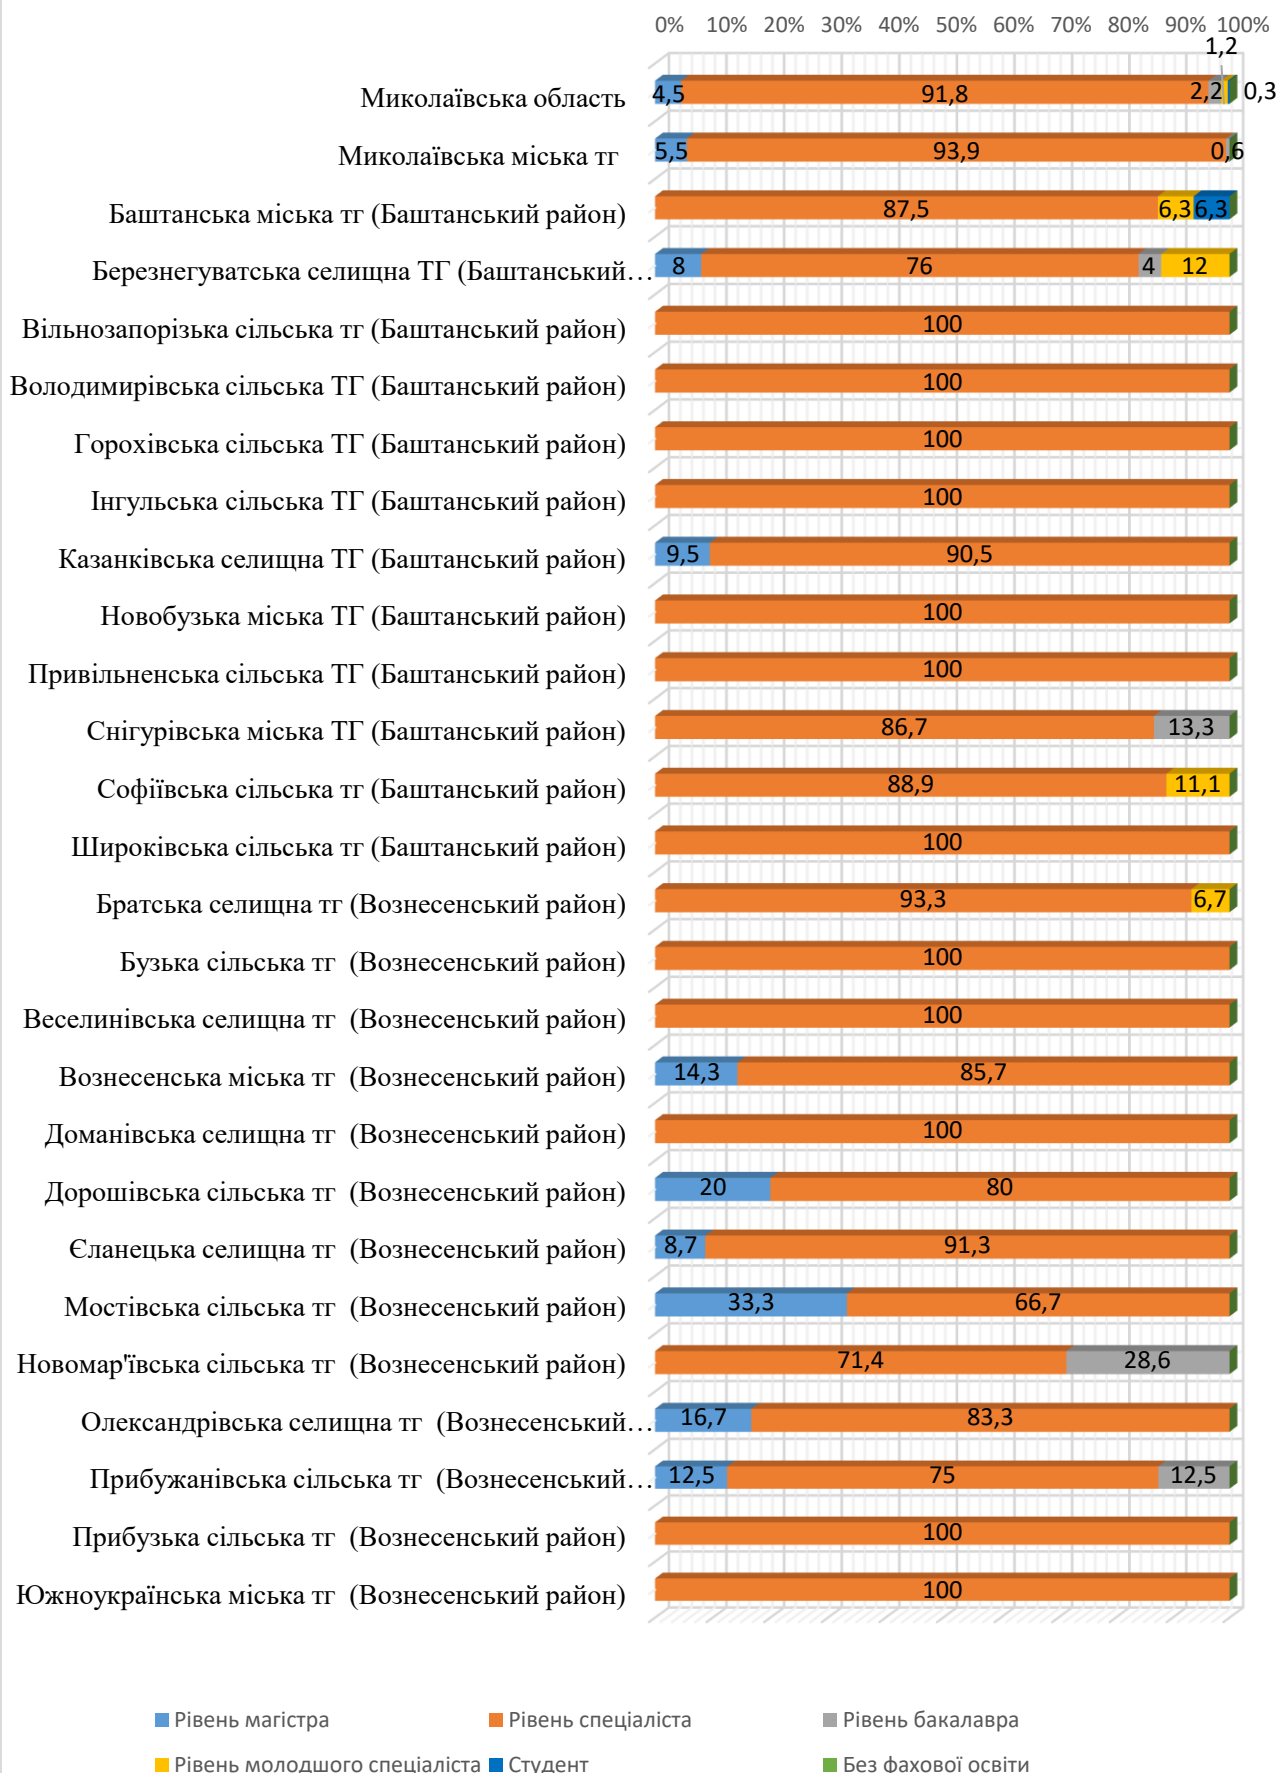 0% 10% 20% 30% 40% 50% 60% 70% 80% 90% 100%
1,2
Миколаївська область 4,5 91,8 2,2 0,3
Миколаївська міська тг 5,5 93,9 0,6
Баштанська міська тг (Баштанський район) 87,5 6,3 6,3
Березнегуватська селищна ТГ (Баштанський… 8 76 4 12
Вільнозапорізька сільська тг (Баштанський район) 100
Володимирівська сільська ТГ (Баштанський район) 100
Горохівська сільська ТГ (Баштанський район) 100
Інгульська сільська ТГ (Баштанський район) 100
Казанківська селищна ТГ (Баштанський район) 9,5 90,5
Новобузька міська ТГ (Баштанський район) 100
Привільненська сільська ТГ (Баштанський район) 100
Снігурівська міська ТГ (Баштанський район) 86,7 13,3
Софіївська сільська тг (Баштанський район) 88,9 11,1
Широківська сільська тг (Баштанський район) 100
Братська селищна тг (Вознесенський район) 93,3 6,7
Бузька сільська тг (Вознесенський район) 100
Веселинівська селищна тг (Вознесенський район) 100
Вознесенська міська тг (Вознесенський район) 14,3 85,7
Доманівська селищна тг (Вознесенський район) 100
Дорошівська сільська тг (Вознесенський район) 20 80
Єланецька селищна тг (Вознесенський район) 8,7 91,3
Мостівська сільська тг (Вознесенський район) 33,3 66,7
Новомар'ївська сільська тг (Вознесенський район) 71,4 28,6
Олександрівська селищна тг (Вознесенський… 16,7 83,3
Прибужанівська сільська тг (Вознесенський… 12,5 75 12,5
Прибузька сільська тг (Вознесенський район) 100
Южноукраїнська міська тг (Вознесенський район) 100
Рівень магістра Рівень спеціаліста Рівень бакалавра
Рівень молодшого спеціаліста Студент Без фахової освіти